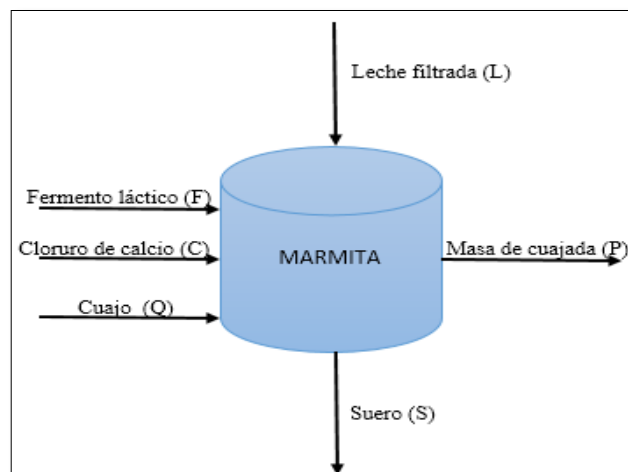 Leche filtrada (L)
Fermento láctico (F)
Cloruro de calcio (C)
MARMITA
Masa de cuajada (P)
Cuajo (Q)
Suero (S)